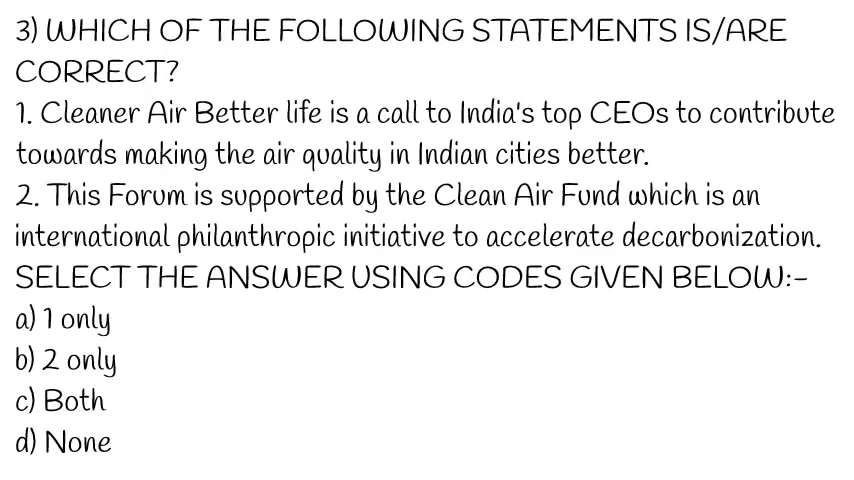 3) WHICH OF THE FOLLOWING STATEMENTS IS/ARE
CORRECT?
1. Cleaner Air Better life is a call to India's top CEOs to contribute
towards making the air quality in Indian cities better.
2. This Forum is supported by the Clean Air Fund which is an
international philanthropic initiative to accelerate decarbonization.
SELECT THE ANSWER USING CODES GIVEN BELOW:-
a) 1 only
b) 2 only
c) Both
d) None